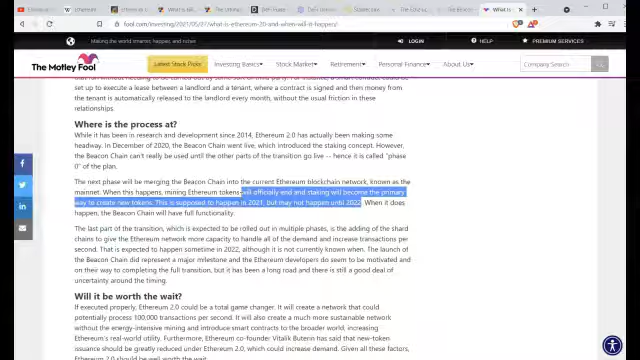 Ethereum
What is
fool.com/investing/2021/05/07/what-is-ethereum-20-and-when-will-it-happen/
Making the world smarter, happier, and richer
LOGIN
HELP
PREMIUM SERVICES
The Motley Fool
Latest Stock Picks
Investing Basics
Stock Market
Retirement
Personal Finance
About Us
Company Search
set up to execute a lease between a landlord and a tenant, where a contract is signed and then money from
the tenant is automatically released to the landlord every month, without the usual friction in these
relationships.
Where is the process at?
While it has been in research and development since 2014, Ethereum 2.0 has actually been making some
headway. In December of 2020, the Beacon Chain went live, which introduced the staking concept. However,
the Beacon Chain can't really be used until the other parts of the transition go live -- hence it is called "phase
0" of the plan.
The next phase will be merging the Beacon Chain into the current Ethereum blockchain network, known as the
mainnet. When this happens, mining Ethereum tokens will officially end and staking will become the primary
way to create new tokens. This is supposed to happen in 2021, but may not happen until 2022. When it does
happen, the Beacon Chain will have full functionality.
The last part of the transition, which is expected to be rolled out in multiple phases, is the adding of the shard
chains to give the Ethereum network more capacity to handle all of the demand and increase transactions per
second. That is expected to happen sometime in 2022, although it is not currently known when. The launch of
the Beacon Chain did represent a major milestone and the Ethereum developers do seem to be motivated and
on their way to completing the full transition, but it has been a long road and there is still a good deal of
uncertainty around the timing.
Will it be worth the wait?
If executed properly, Ethereum 2.0 could be a total game changer. It will create a network that could
potentially process 100,000 transactions per second. It will also create a much more sustainable network
without the energy-intensive mining and introduce smart contracts to the broader world, increasing
Ethereum's real-world utility. Furthermore, Ethereum co-founder Vitalik Buterin has said that new-token
issuance should be greatly reduced under Ethereum 2.0, which could increase demand. Given all these factors,
Ethereum 2.0 should be well worth the wait.